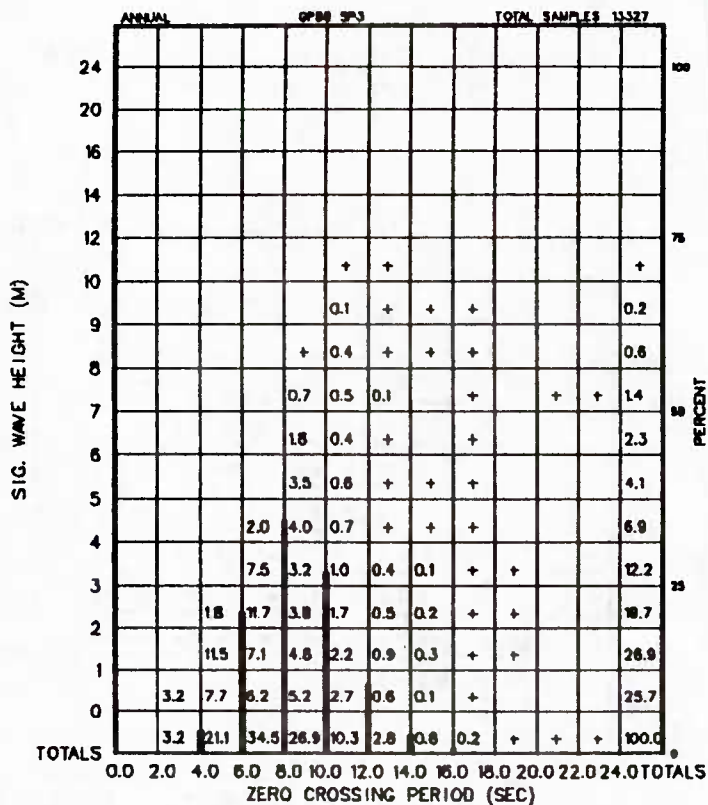 ANNUAL GPBB SP3 TOTAL SAMPLES 13327
24 100
20
16
14
12 75
+ + +
10
0.1 + + + 0.2
9
+ 0.4 + + + 0.6
8
0.7 0.5 0.1 + + + 1.4
7 50
1.8 0.4 + + 2.3
6
3.5 0.6 + + + 4.1
5
2.0 4.0 0.7 + + + 6.9
4
7.5 3.2 1.0 0.4 0.1 + + 12.2
3 25
1.8 11.7 3.8 1.7 0.5 0.2 + + 18.7
2
11.5 7.1 4.8 2.2 0.9 0.3 + + 26.9
1
3.2 7.7 6.2 5.2 2.7 0.6 0.1 + 25.7
0
3.2 21.1 34.5 26.9 10.3 2.8 0.6 0.2 + + + 100.0
TOTALS 0
0.0 2.0 4.0 6.0 8.0 10.0 12.0 14.0 16.0 18.0 20.0 22.0 24.0 TOTALS
ZERO CROSSING PERIOD (SEC)
SIG. WAVE HEIGHT (M)
PERCENT